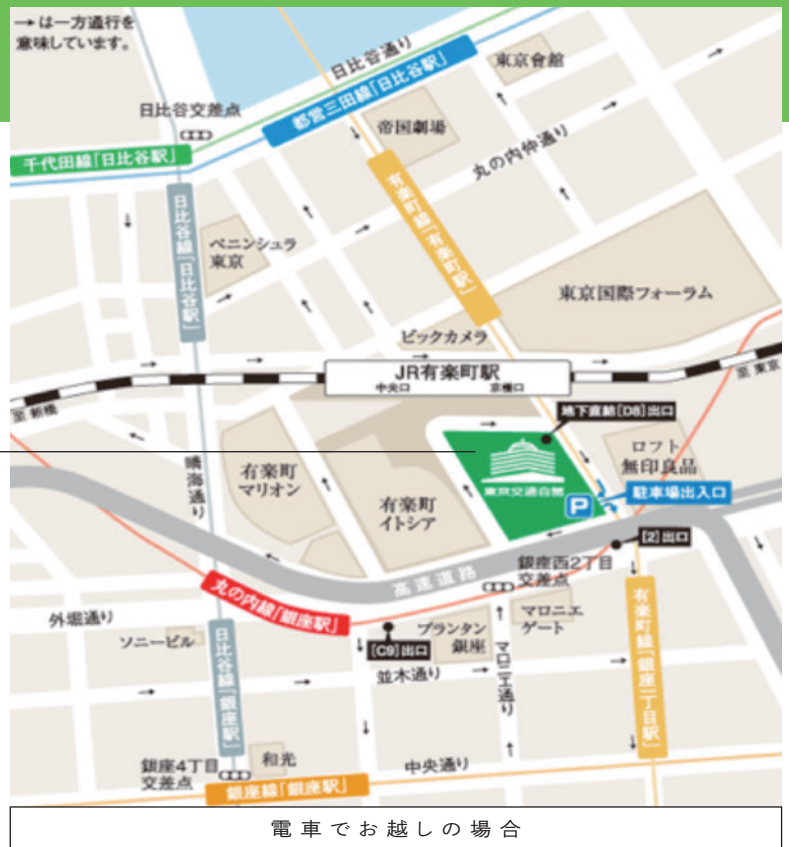 →は一方通行を
意味しています。
日比谷通り
東京會舘
都営三田線「日比谷駅」
日比谷交差点
帝国劇場
千代田線「日比谷駅」
丸の内仲通り
有楽町線「有楽町駅」
日比谷線「日比谷駅」
ペニンシュラ
東京
東京国際フォーラム
ビックカメラ
JR有楽町駅
中央口
京橋口
至 東京
至 新橋
地下直結[D8]出口
ロフト
無印良品
晴海通り
有楽町
マリオン
有楽町
イトシア
東京交通会館
P
駐車場出入口
[2]出口
高速道路
銀座西2丁目
交差点
丸の内線「銀座駅」
外堀通り
ソニービル
日比谷線「銀座駅」
[C9]出口
プランタン
銀座
マロニエ
ゲート
マロニエ通り
有楽町線「銀座一丁目駅」
並木通り
銀座4丁目
交差点
和光
中央通り
銀座線「銀座駅」
電車でお越しの場合